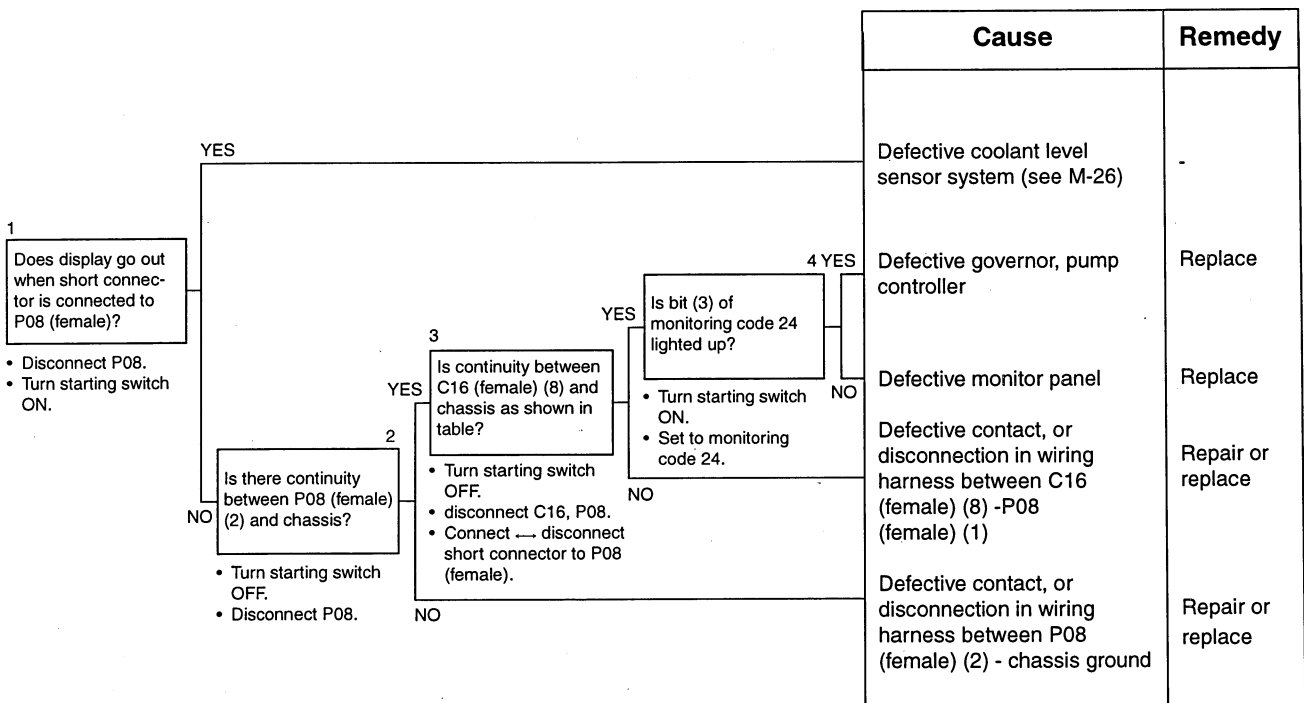 Cause
Remedy
YES
Defective coolant level
sensor system (see M-26)
-
1
Does display go out
when short connec-
tor is connected to
P08 (female)?
• Disconnect P08.
• Turn starting switch
ON.
NO
2
Is there continuity
between P08 (female)
(2) and chassis?
• Turn starting switch
OFF.
• Disconnect P08.
YES
3
Is continuity between
C16 (female) (8) and
chassis as shown in
table?
• Turn starting switch
OFF.
• disconnect C16, P08.
• Connect ↔ disconnect
short connector to P08
(female).
YES
4 YES
Is bit (3) of
monitoring code 24
lighted up?
• Turn starting switch
ON.
• Set to monitoring
code 24.
Defective governor, pump
controller
Replace
NO
Defective monitor panel
Replace
NO
Defective contact, or
disconnection in wiring
harness between C16
(female) (8) -P08
(female) (1)
Repair or
replace
NO
Defective contact, or
disconnection in wiring
harness between P08
(female) (2) - chassis ground
Repair or
replace